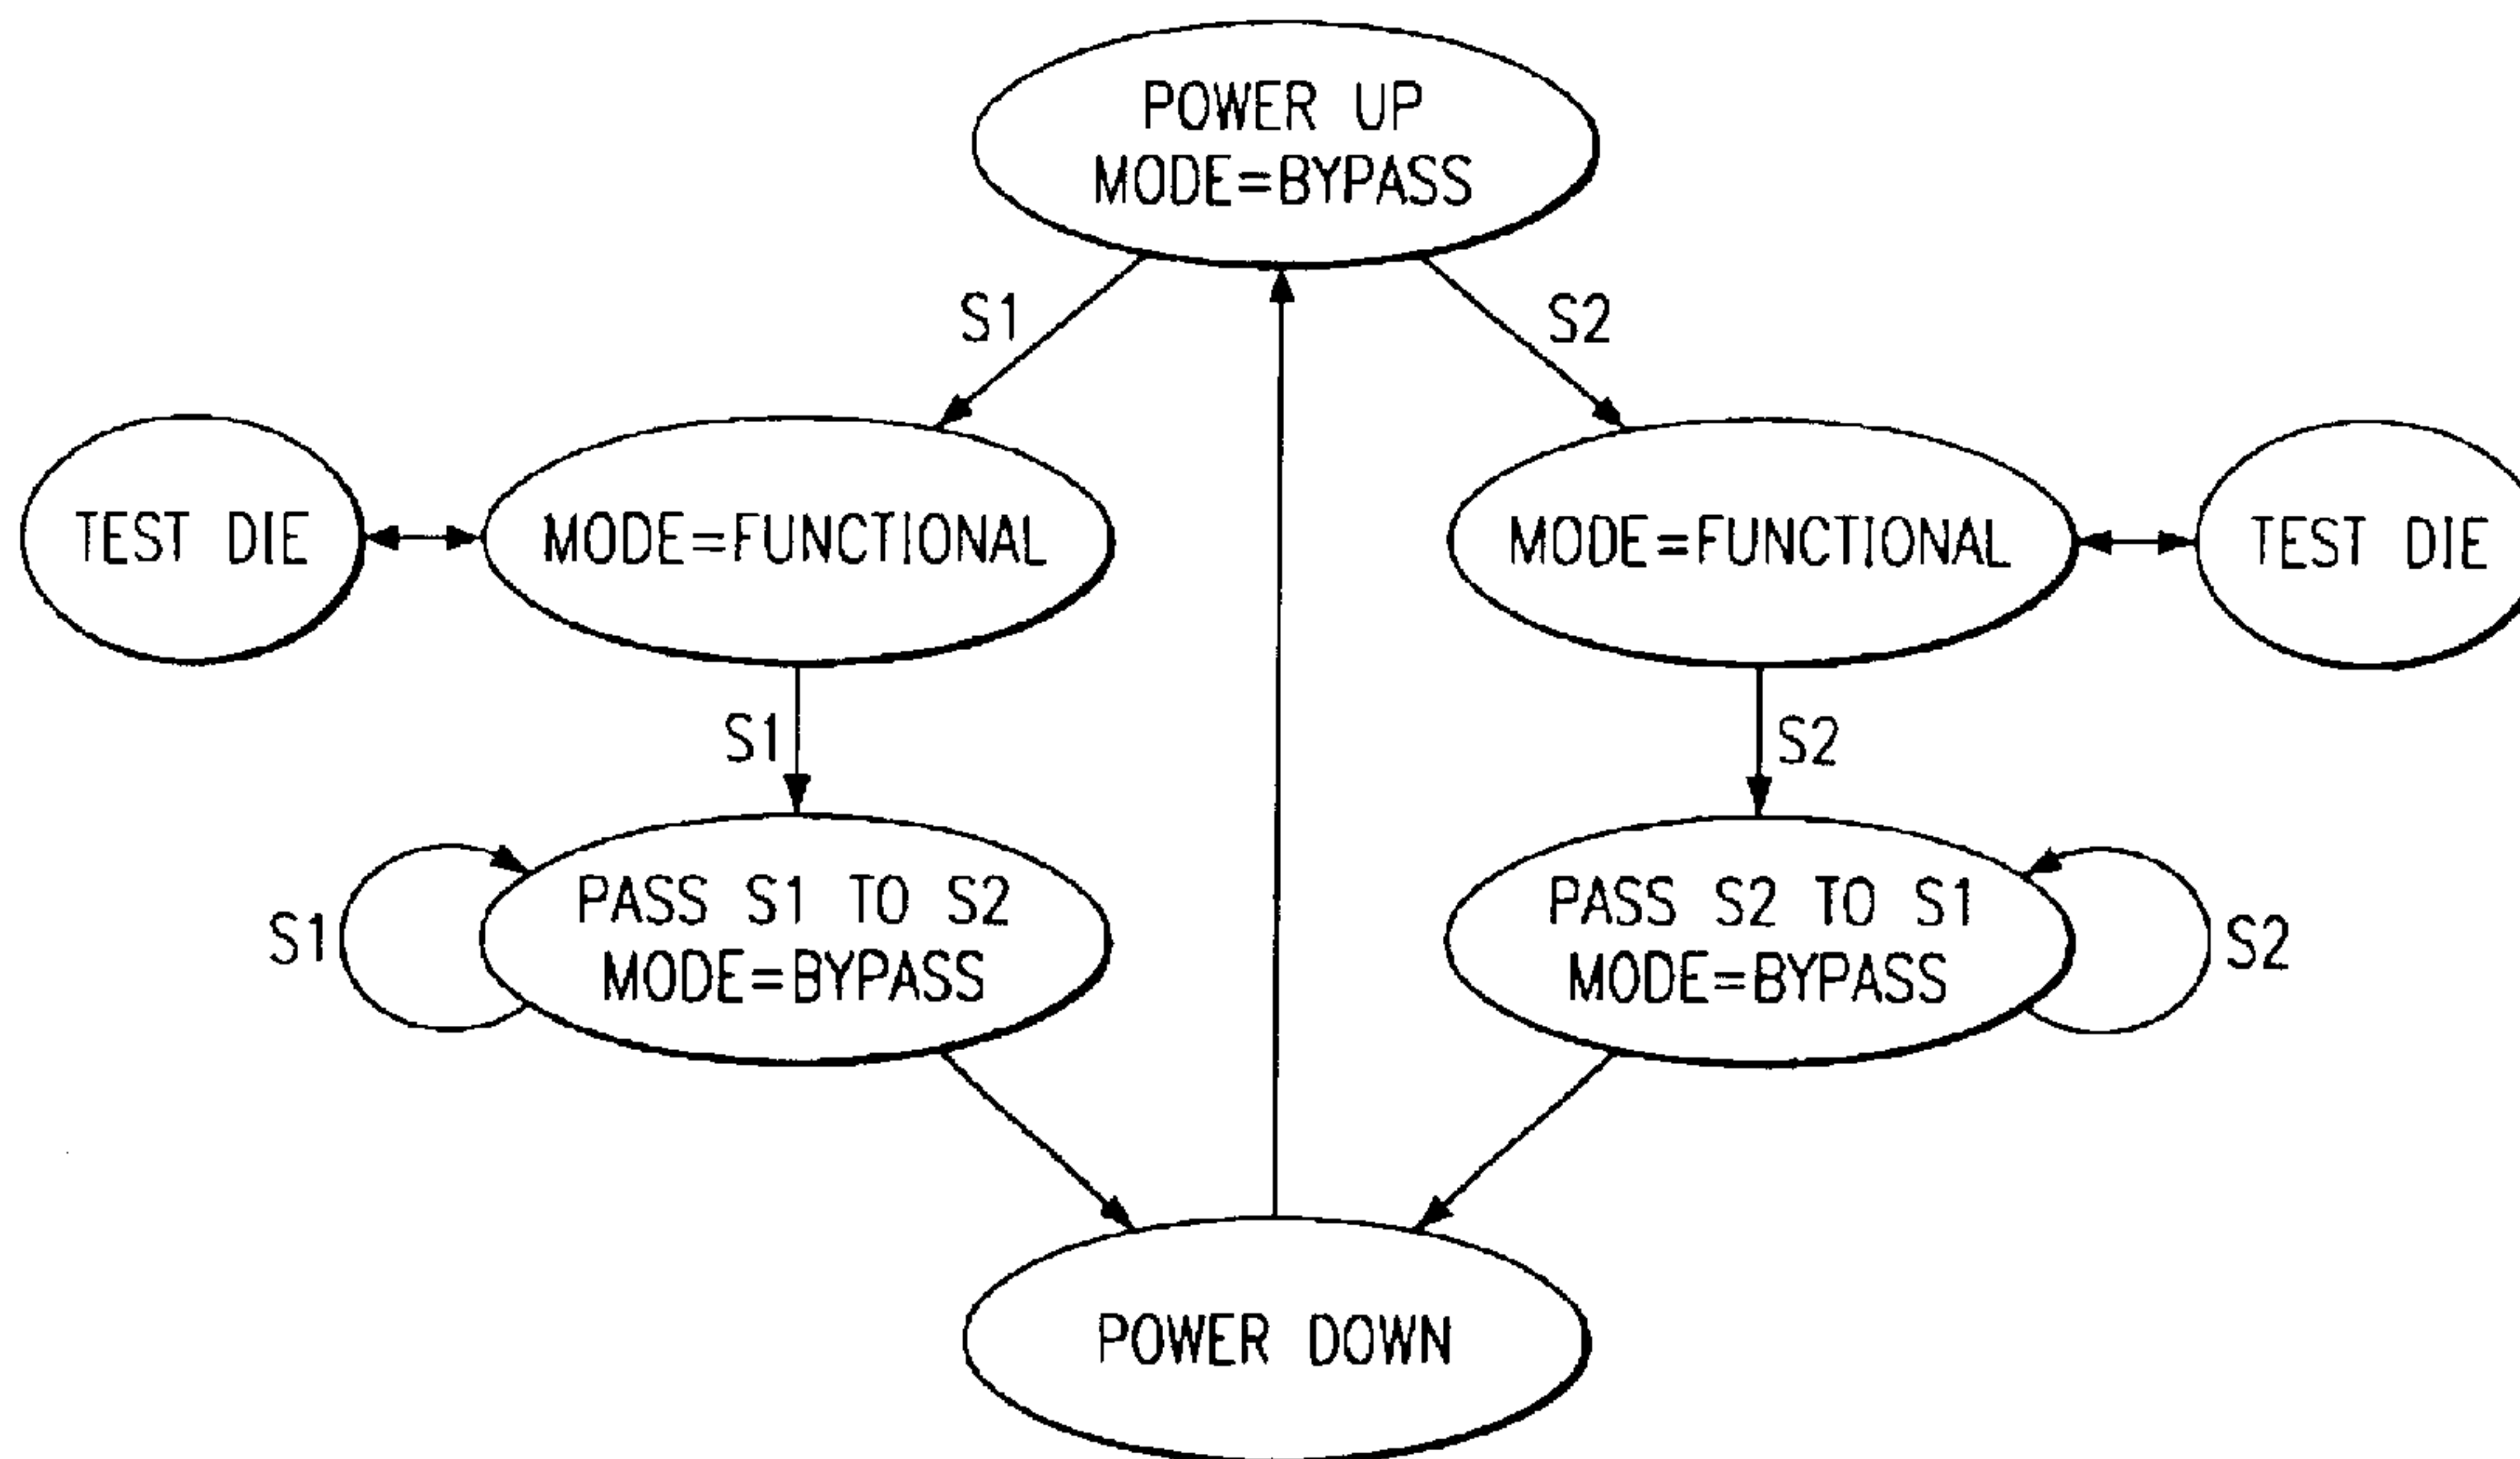 POWER UP
MODE=BYPASS
S1
S2
TEST DIE
MODE=FUNCTIONAL
MODE=FUNCTIONAL
TEST DIE
S1
S2
S1
PASS S1 TO S2
MODE=BYPASS
PASS S2 TO S1
MODE=BYPASS
S2
POWER DOWN